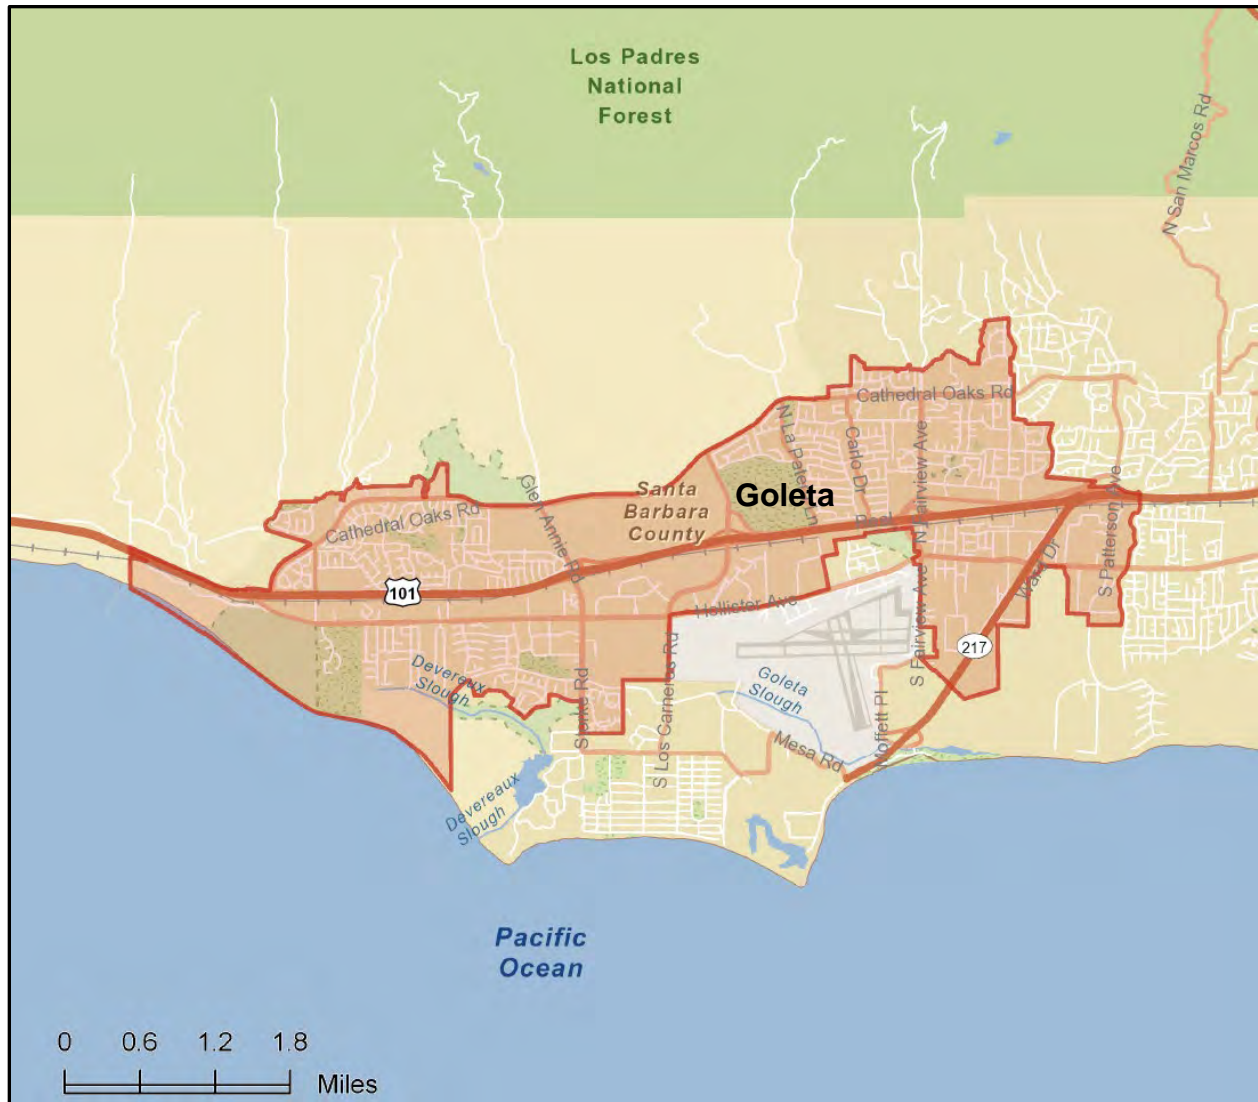 Los Padres
National
Forest
N San Marcos Rd
Cathedral Oaks Rd
N La Patera Ln
Carlo Dr
N Fairview Ave
Santa
Barbara
County
Goleta
Glen Annie Rd
Cathedral Oaks Rd
S Patterson Ave
Ward Dr
101
Hollister Ave
S Fairview Ave
217
Devereux
Slough
Goleta
Slough
Storke Rd
S Los Carneros Rd
Moffett Pl
Mesa Rd
Devereaux
Slough
Pacific
Ocean
0 0.6 1.2 1.8
Miles